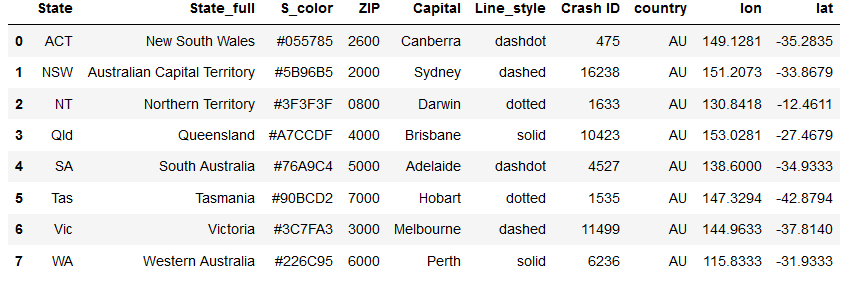 State State_full S_color ZIP Capital Line_style Crash ID country lon lat
0 ACT New South Wales #055785 2600 Canberra dashdot 475 AU 149.1281 -35.2835
1 NSW Australian Capital Territory #5B96B5 2000 Sydney dashed 16238 AU 151.2073 -33.8679
2 NT Northern Territory #3F3F3F 0800 Darwin dotted 1633 AU 130.8418 -12.4611
3 Qld Queensland #A7CCDF 4000 Brisbane solid 10423 AU 153.0281 -27.4679
4 SA South Australia #76A9C4 5000 Adelaide dashdot 4527 AU 138.6000 -34.9333
5 Tas Tasmania #90BCD2 7000 Hobart dotted 1535 AU 147.3294 -42.8794
6 Vic Victoria #3C7FA3 3000 Melbourne dashed 11499 AU 144.9633 -37.8140
7 WA Western Australia #226C95 6000 Perth solid 6236 AU 115.8333 -31.9333